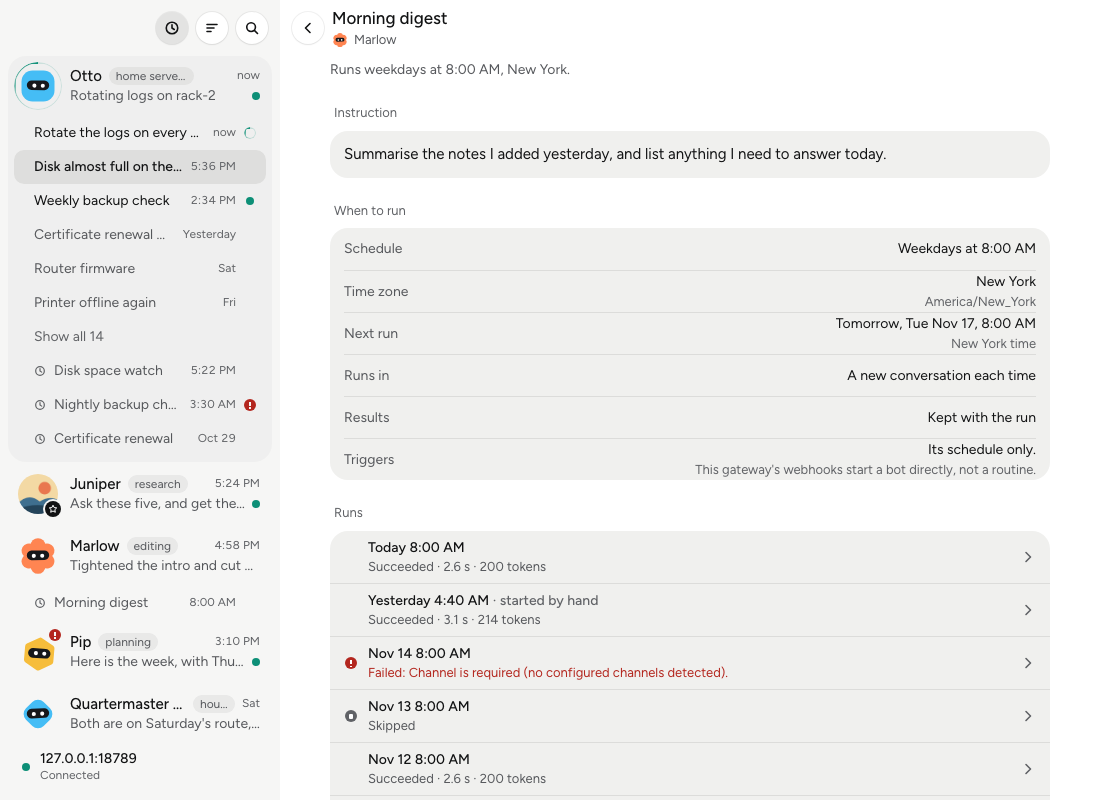 Otto
home serve...
now
Rotating logs on rack-2
Rotate the logs on every ...
now
Disk almost full on the...
5:36 PM
Weekly backup check
2:34 PM
Certificate renewal ...
Yesterday
Router firmware
Sat
Printer offline again
Fri
Show all 14
Disk space watch
5:22 PM
Nightly backup ch...
3:30 AM
Certificate renewal
Oct 29
Juniper
research
5:24 PM
Ask these five, and get the...
Marlow
editing
4:58 PM
Tightened the intro and cut ...
Morning digest
8:00 AM
Pip
planning
3:10 PM
Here is the week, with Thu...
Quartermaster ...
hou...
Sat
Both are on Saturday's route,...
127.0.0.1:18789
Connected
Morning digest
Marlow
Runs weekdays at 8:00 AM, New York.
Instruction
Summarise the notes I added yesterday, and list anything I need to answer today.
When to run
Schedule
Weekdays at 8:00 AM
Time zone
New York
America/New_York
Next run
Tomorrow, Tue Nov 17, 8:00 AM
New York time
Runs in
A new conversation each time
Results
Kept with the run
Triggers
Its schedule only.
This gateway's webhooks start a bot directly, not a routine.
Runs
Today 8:00 AM
Succeeded · 2.6 s · 200 tokens
Yesterday 4:40 AM · started by hand
Succeeded · 3.1 s · 214 tokens
Nov 14 8:00 AM
Failed: Channel is required (no configured channels detected).
Nov 13 8:00 AM
Skipped
Nov 12 8:00 AM
Succeeded · 2.6 s · 200 tokens